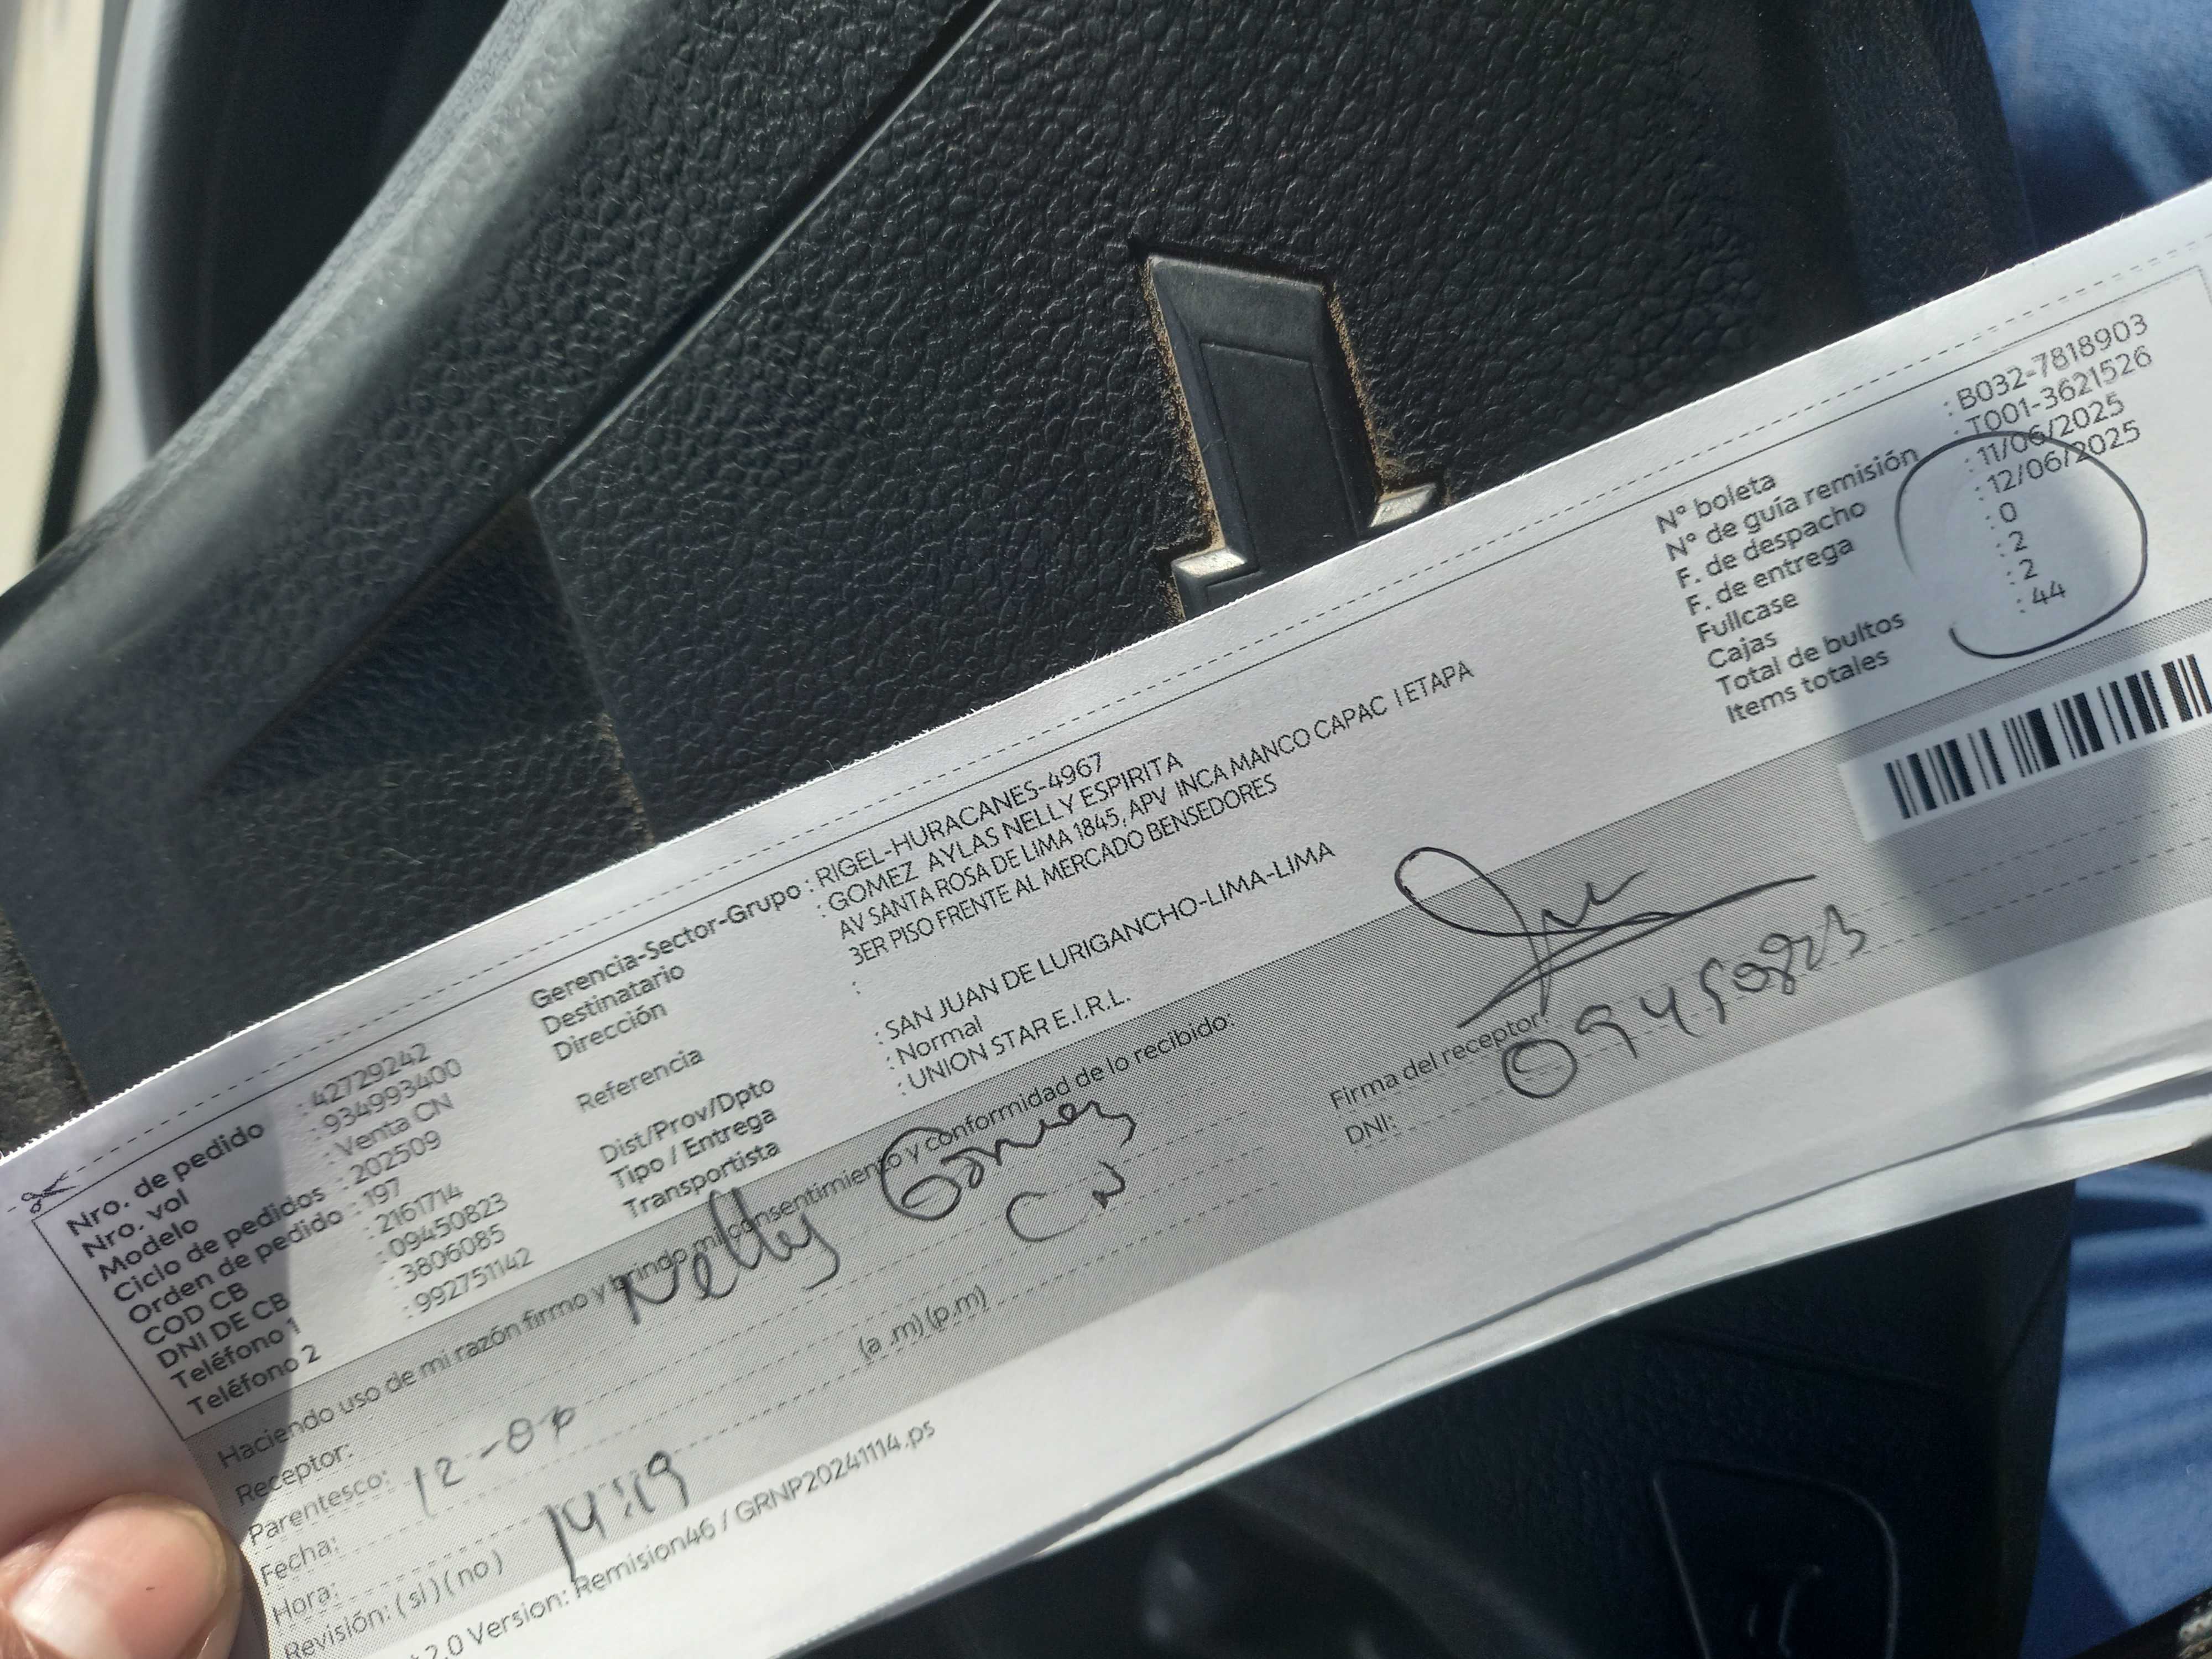 Nro. de pedido : 42729242
Nro. vol : 934993400
Modelo : Venta CN
Ciclo de pedidos : 202509
Orden de pedido : 197
COD CB : 2161714
DNI DE CB : 09450823
Teléfono 1 : 3806085
Teléfono 2 : 992751142
Gerencia-Sector-Grupo : RIGEL-HURACANES-4967
Destinatario : GOMEZ AYLAS NELLY ESPIRITA
Dirección : AV SANTA ROSA DE LIMA 1845, APV INCA MANCO CAPAC I ETAPA
3ER PISO FRENTE AL MERCADO BENSEDORES
Referencia :
Dist/Prov/Dpto : SAN JUAN DE LURIGANCHO-LIMA-LIMA
Tipo / Entrega : Normal
Transportista : UNION STAR E.I.R.L.
N° boleta : B032-7818903
N° de guía remisión : T001-3621526
F. de despacho : 11/06/2025
F. de entrega : 12/06/2025
Fullcase : 0
Cajas : 2
Total de bultos : 2
Items totales : 44
Haciendo uso de mi razón firmo y brindo mi consentimiento y conformidad de lo recibido:
Receptor: Nelly Gómez
Parentesco: CN
Fecha: 12-06
Hora: 14:19 (a .m) (p.m)
Revisión: ( si ) ( no )
Firma del receptor:
DNI: 09450823
2.0 Version: Remision46 / GRNP20241114.ps